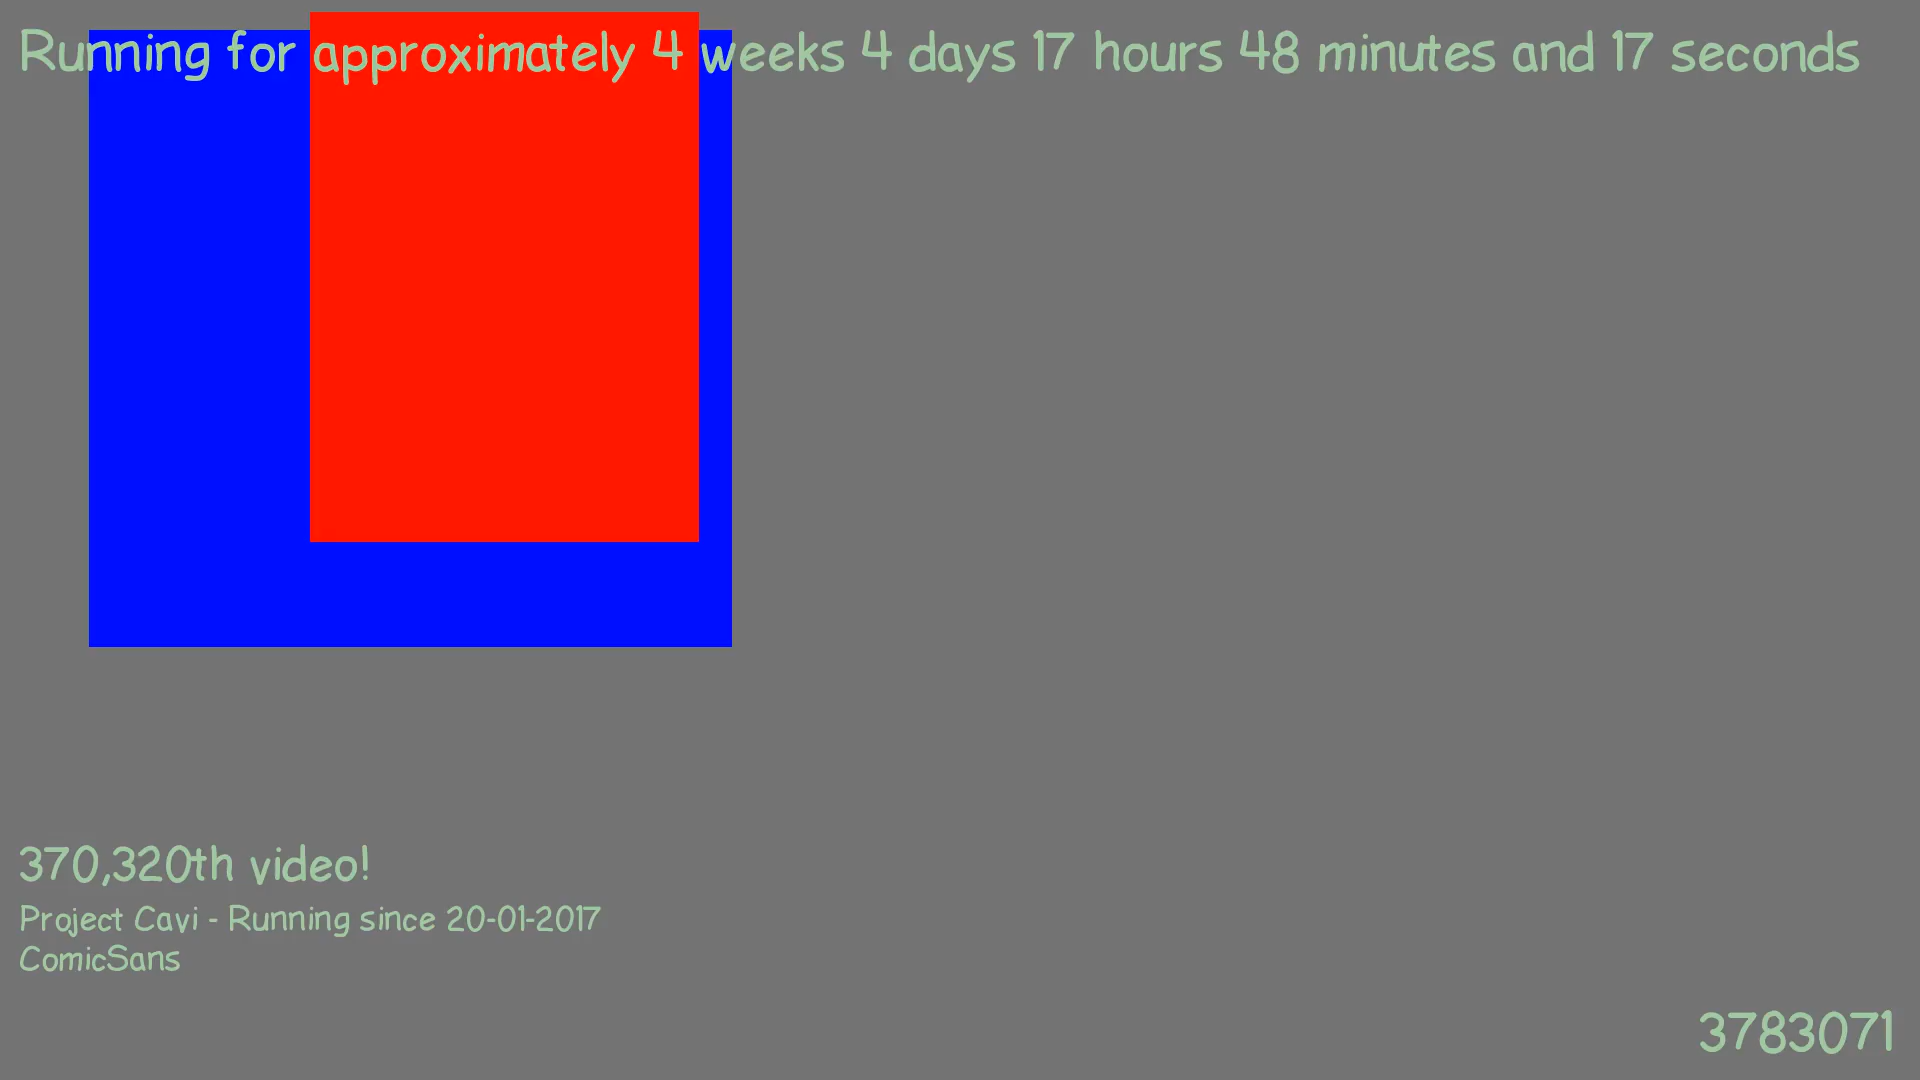 Running for approximately 4 weeks 4 days 17 hours 48 minutes and 17 seconds
370,320th video!
Project Cavi - Running since 20-01-2017
ComicSans
3783071